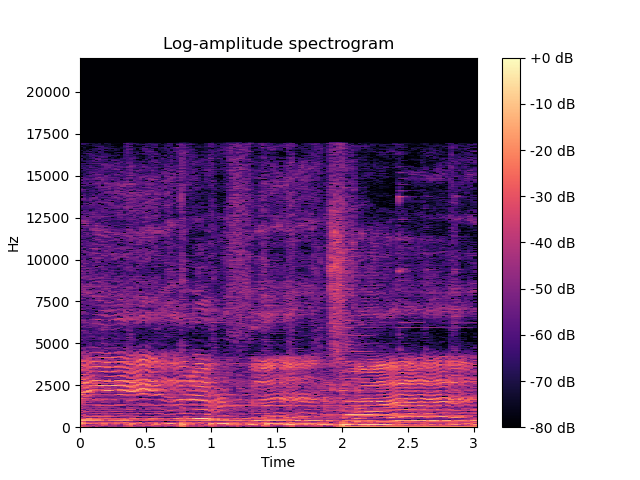 Log-amplitude spectrogram
Hz
20000
17500
15000
12500
10000
7500
5000
2500
0
0 0.5 1 1.5 2 2.5 3
Time
+0 dB
-10 dB
-20 dB
-30 dB
-40 dB
-50 dB
-60 dB
-70 dB
-80 dB